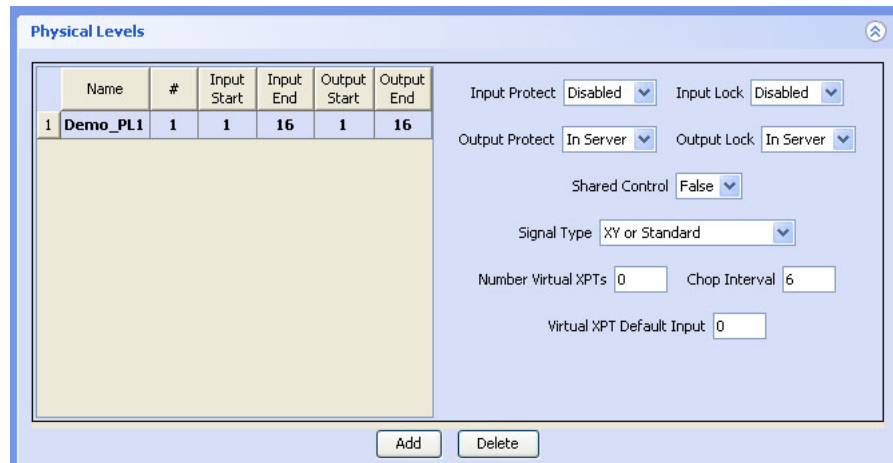 Physical Levels
Name # Input Start Input End Output Start Output End
1 Demo_PL1 1 1 16 1 16
Input Protect Disabled Input Lock Disabled
Output Protect In Server Output Lock In Server
Shared Control False
Signal Type XY or Standard
Number Virtual XPTs 0 Chop Interval 6
Virtual XPT Default Input 0
Add Delete